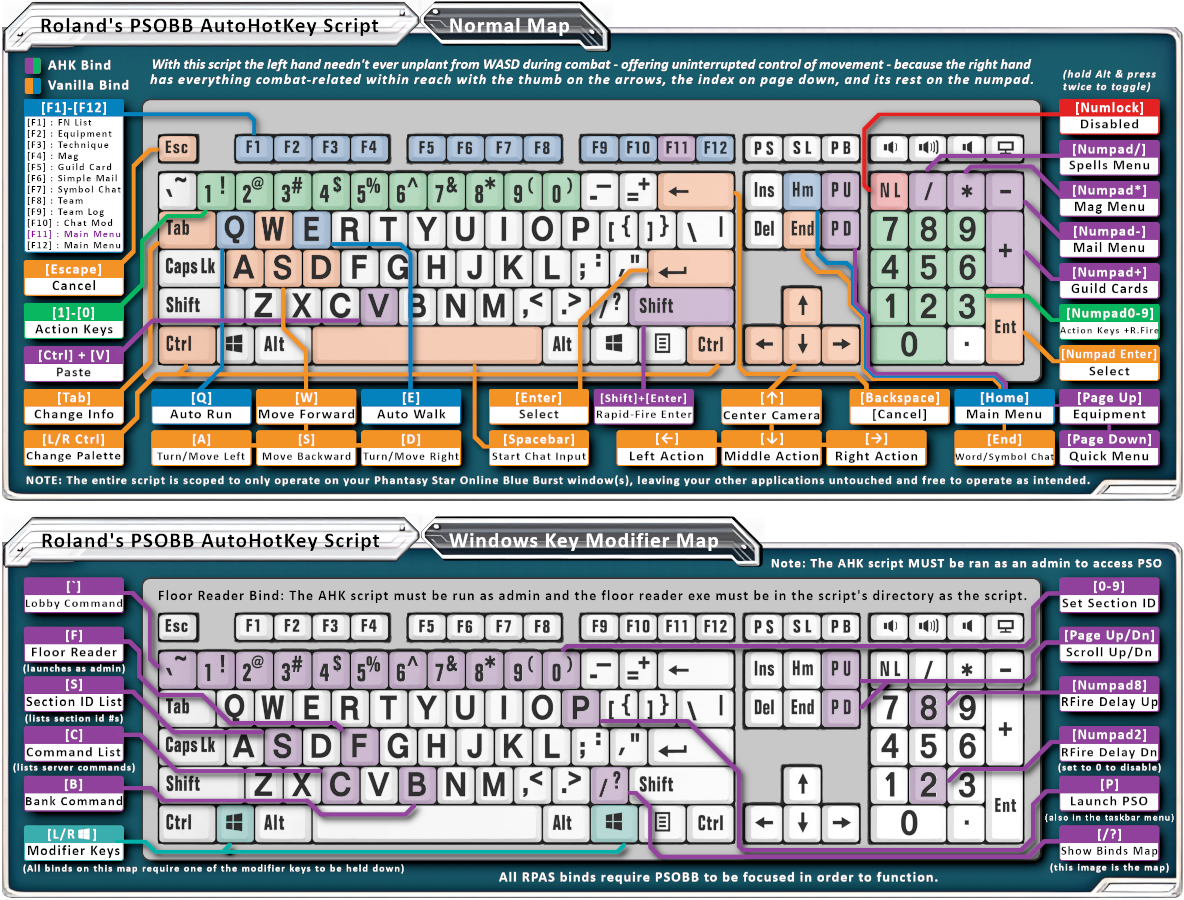 Roland's PSOBB AutoHotKey Script
Normal Map
AHK Bind
Vanilla Bind
With this script the left hand needn't ever unplant from WASD during combat - offering uninterrupted control of movement - because the right hand
has everything combat-related within reach with the thumb on the arrows, the index on page down, and its rest on the numpad.
(hold Alt & press
twice to toggle)
[F1]-[F12]
[F1] : FN List
[F2] : Equipment
[F3] : Technique
[F4] : Mag
[F5] : Guild Card
[F6] : Simple Mail
[F7] : Symbol Chat
[F8] : Team
[F9] : Team Log
[F10] : Chat Mod
[F11] : Main Menu
[F12] : Main Menu
[Escape]
Cancel
[1]-[0]
Action Keys
[Ctrl] + [V]
Paste
[Tab]
Change Info
[L/R Ctrl]
Change Palette
Esc F1 F2 F3 F4 F5 F6 F7 F8 F9 F10 F11 F12 PS SL PB
` ~ 1 ! 2 @ 3 # 4 $ 5 % 6 ^ 7 & 8 * 9 ( 0 ) - _ = + ← Ins Hm PU NL / * -
Tab Q W E R T Y U I O P [ { ] } \ | Del End PD 7 8 9 +
Caps Lk A S D F G H J K L ; : , " ↵ 4 5 6
Shift Z X C V B N M , < . > / ? Shift ↑ 1 2 3 Ent
Ctrl Alt Alt Ctrl ← ↓ → 0 .
[Numlock]
Disabled
[Numpad/]
Spells Menu
[Numpad*]
Mag Menu
[Numpad-]
Mail Menu
[Numpad+]
Guild Cards
[Numpad0-9]
Action Keys +R.Fire
[Numpad Enter]
Select
[Q]
Auto Run
[W]
Move Forward
[E]
Auto Walk
[Enter]
Select
[Shift]+[Enter]
Rapid-Fire Enter
[↑]
Center Camera
[Backspace]
[Cancel]
[Home]
Main Menu
[Page Up]
Equipment
[A]
Turn/Move Left
[S]
Move Backward
[D]
Turn/Move Right
[Spacebar]
Start Chat Input
[←]
Left Action
[↓]
Middle Action
[→]
Right Action
[End]
Word/Symbol Chat
[Page Down]
Quick Menu
NOTE: The entire script is scoped to only operate on your Phantasy Star Online Blue Burst window(s), leaving your other applications untouched and free to operate as intended.
Roland's PSOBB AutoHotKey Script
Windows Key Modifier Map
Note: The AHK script MUST be ran as an admin to access PSO
Floor Reader Bind: The AHK script must be run as admin and the floor reader exe must be in the script's directory as the script.
[`]
Lobby Command
[F]
Floor Reader
(launches as admin)
[S]
Section ID List
(lists section id #s)
[C]
Command List
(lists server commands)
[B]
Bank Command
[L/R ]
Modifier Keys
(All binds on this map require one of the modifier keys to be held down)
Esc F1 F2 F3 F4 F5 F6 F7 F8 F9 F10 F11 F12 PS SL PB
` ~ 1 ! 2 @ 3 # 4 $ 5 % 6 ^ 7 & 8 * 9 ( 0 ) - _ = + ← Ins Hm PU NL / * -
Tab Q W E R T Y U I O P [ { ] } \ | Del End PD 7 8 9 +
Caps Lk A S D F G H J K L ; : , " ↵ 4 5 6
Shift Z X C V B N M , < . > / ? Shift ↑ 1 2 3 Ent
Ctrl Alt Alt Ctrl ← ↓ → 0 .
[0-9]
Set Section ID
[Page Up/Dn]
Scroll Up/Dn
[Numpad8]
RFire Delay Up
[Numpad2]
RFire Delay Dn
(set to 0 to disable)
[P]
Launch PSO
(also in the taskbar menu)
[/?]
Show Binds Map
(this image is the map)
All RPAS binds require PSOBB to be focused in order to function.